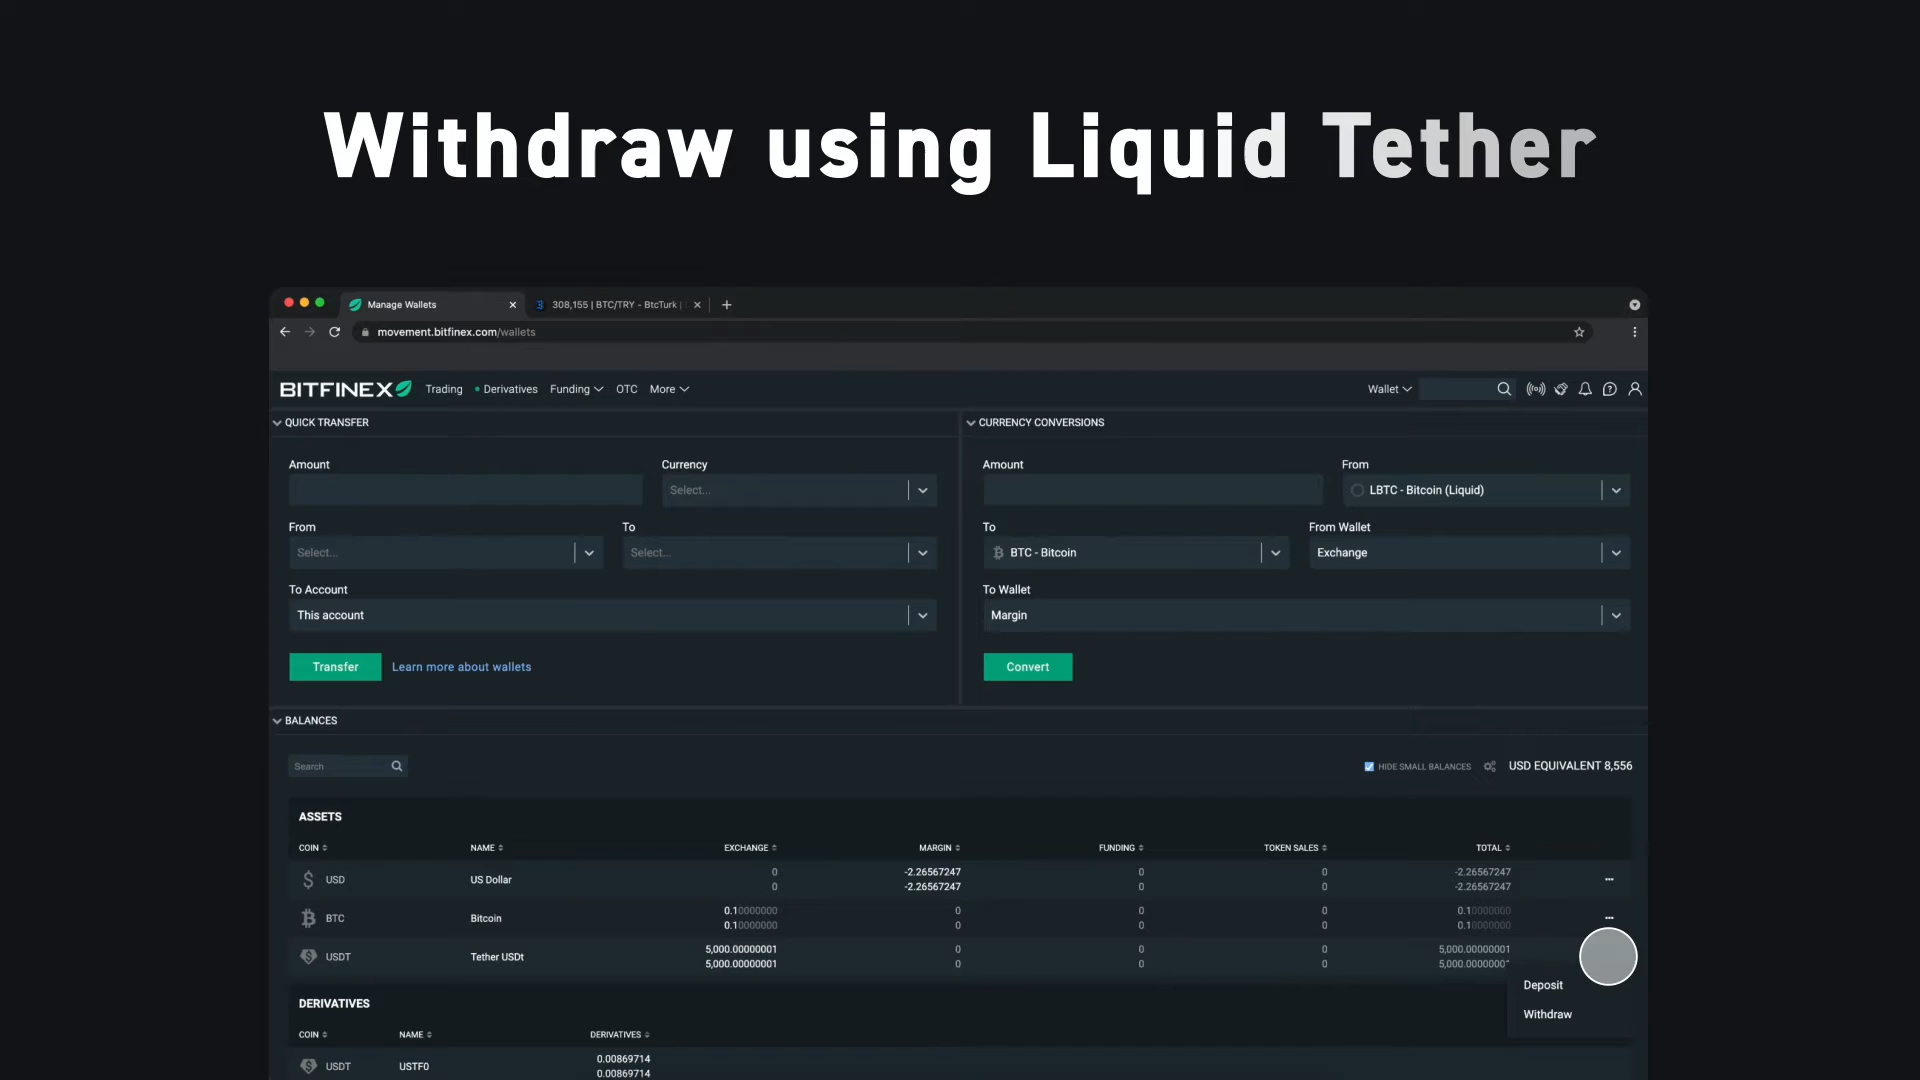 Withdraw using Liquid Tether
Manage Wallets
308,155 | BTC/TRY - BtcTurk |
movement.bitfinex.com/wallets
BITFINEX Trading Derivatives Funding OTC More Wallet
QUICK TRANSFER
Amount Currency
Select...
From To
Select... Select...
To Account
This account
Transfer Learn more about wallets
CURRENCY CONVERSIONS
Amount From
LBTC - Bitcoin (Liquid)
To From Wallet
BTC - Bitcoin Exchange
To Wallet
Margin
Convert
BALANCES
Search HIDE SMALL BALANCES USD EQUIVALENT 8,556
ASSETS
COIN NAME EXCHANGE MARGIN FUNDING TOKEN SALES TOTAL
0 -2.26567247 0 0 -2.26567247
USD US Dollar
0 -2.26567247 0 0 -2.26567247
0.10000000 0 0 0 0.10000000
BTC Bitcoin
0.10000000 0 0 0 0.10000000
5,000.00000001 0 0 0 5,000.00000001
USDT Tether USDt
5,000.00000001 0 0 0 5,000.0000000
Deposit
Withdraw
DERIVATIVES
COIN NAME DERIVATIVES
0.00869714
USDT USTF0
0.00869714